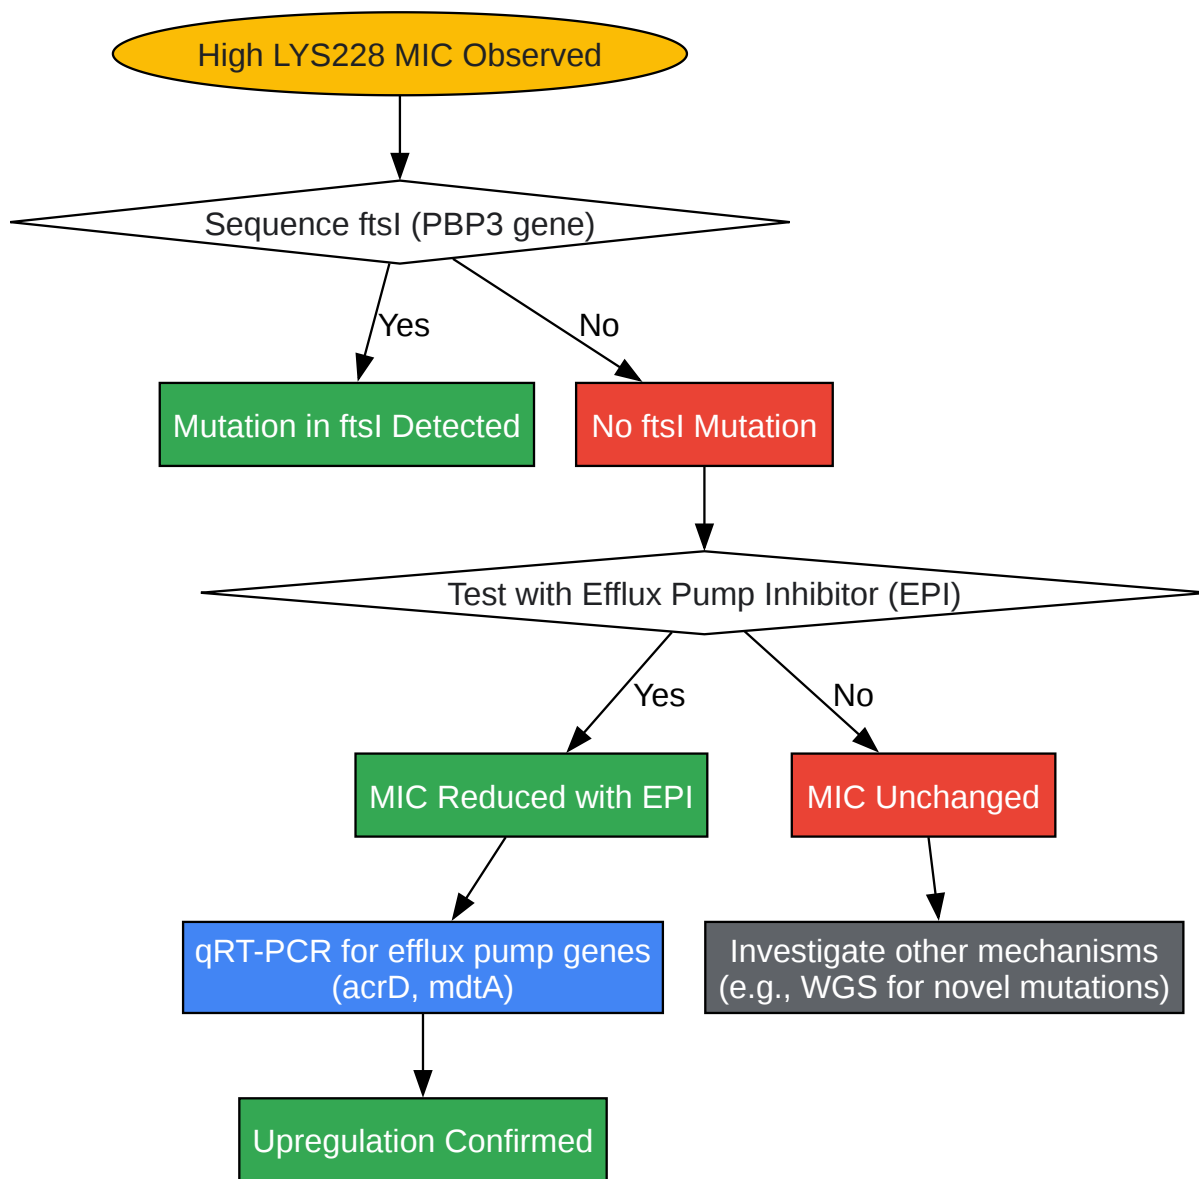 High LYS228 MIC Observed
Sequence ftsI (PBP3 gene)
Yes
No
Mutation in ftsI Detected
No ftsI Mutation
Test with Efflux Pump Inhibitor (EPI)
Yes
No
MIC Reduced with EPI
MIC Unchanged
qRT-PCR for efflux pump genes
(acrD, mdtA)
Investigate other mechanisms
(e.g., WGS for novel mutations)
Upregulation Confirmed